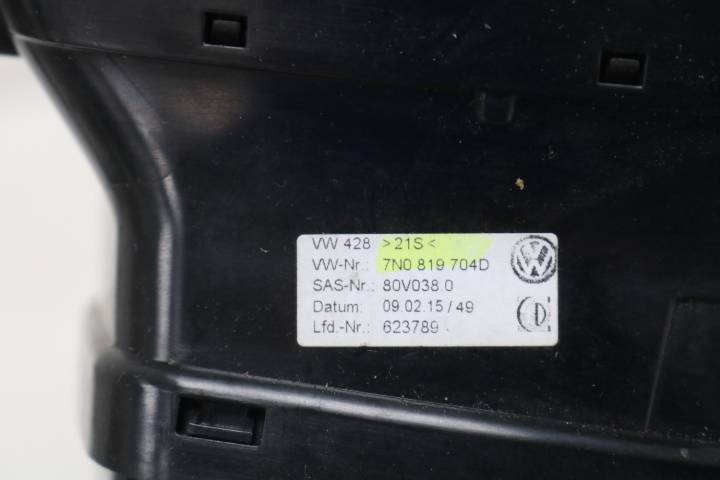 VW 428 >21S<
VW-Nr.: 7N0 819 704D
SAS-Nr.: 80V038.0
Datum: 09.02.15/49
Lfd.-Nr.: 623789